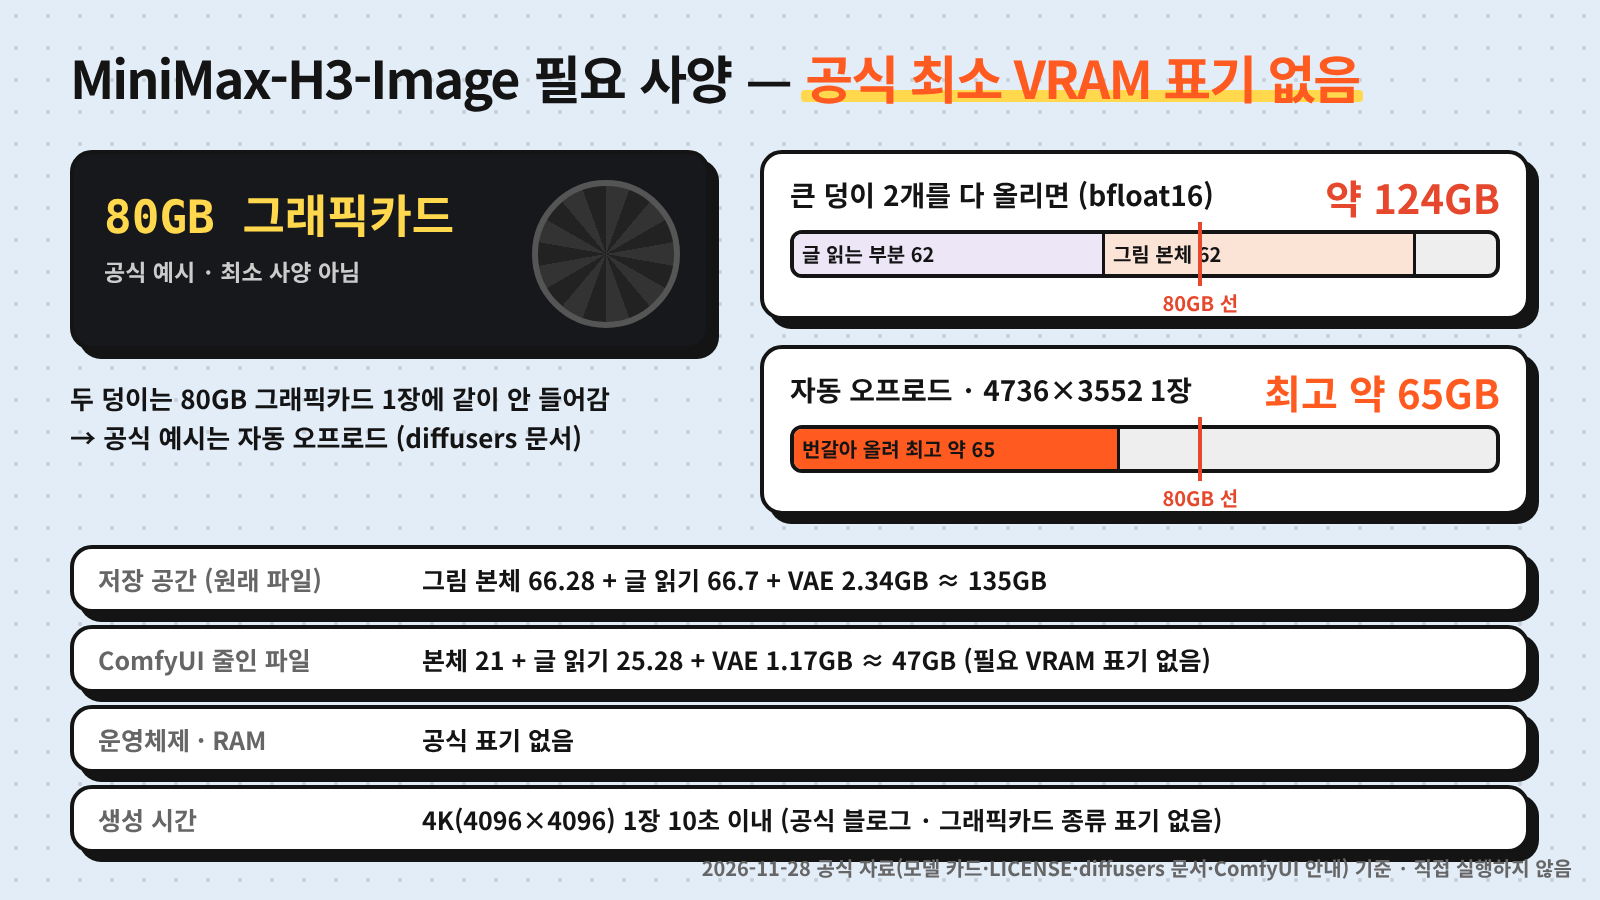 MiniMax-H3-Image 필요 사양 — 공식 최소 VRAM 표기 없음
80GB 그래픽카드
공식 예시 · 최소 사양 아님
두 덩이는 80GB 그래픽카드 1장에 같이 안 들어감
→ 공식 예시는 자동 오프로드 (diffusers 문서)
큰 덩이 2개를 다 올리면 (bfloat16) 약 124GB
글 읽는 부분 62 그림 본체 62
80GB 선
자동 오프로드 · 4736×3552 1장 최고 약 65GB
번갈아 올려 최고 약 65
80GB 선
저장 공간 (원래 파일) 그림 본체 66.28 + 글 읽기 66.7 + VAE 2.34GB ≈ 135GB
ComfyUI 줄인 파일 본체 21 + 글 읽기 25.28 + VAE 1.17GB ≈ 47GB (필요 VRAM 표기 없음)
운영체제 · RAM 공식 표기 없음
생성 시간 4K(4096×4096) 1장 10초 이내 (공식 블로그 · 그래픽카드 종류 표기 없음)
2026-11-28 공식 자료(모델 카드·LICENSE·diffusers 문서·ComfyUI 안내) 기준 · 직접 실행하지 않음